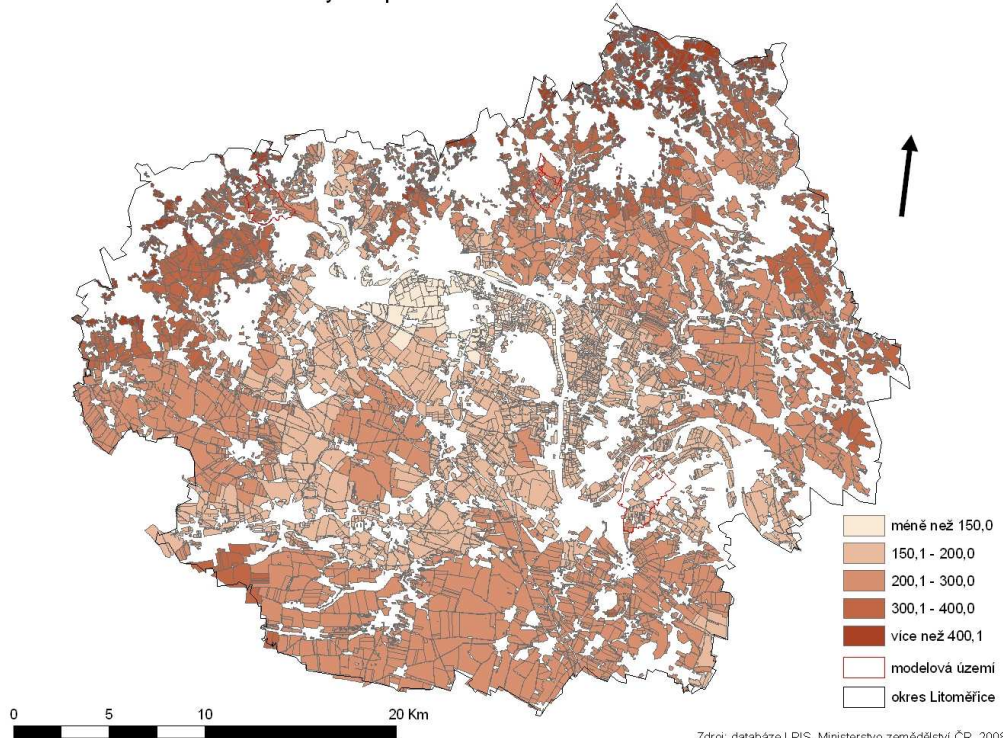 méně než 150,0
150,1 - 200,0
200,1 - 300,0
300,1 - 400,0
více než 400,1
modelová území
okres Litoměřice
0 5 10 20 Km
Zdroj: databáze LPIS, Ministerstvo zemědělství ČR, 2009